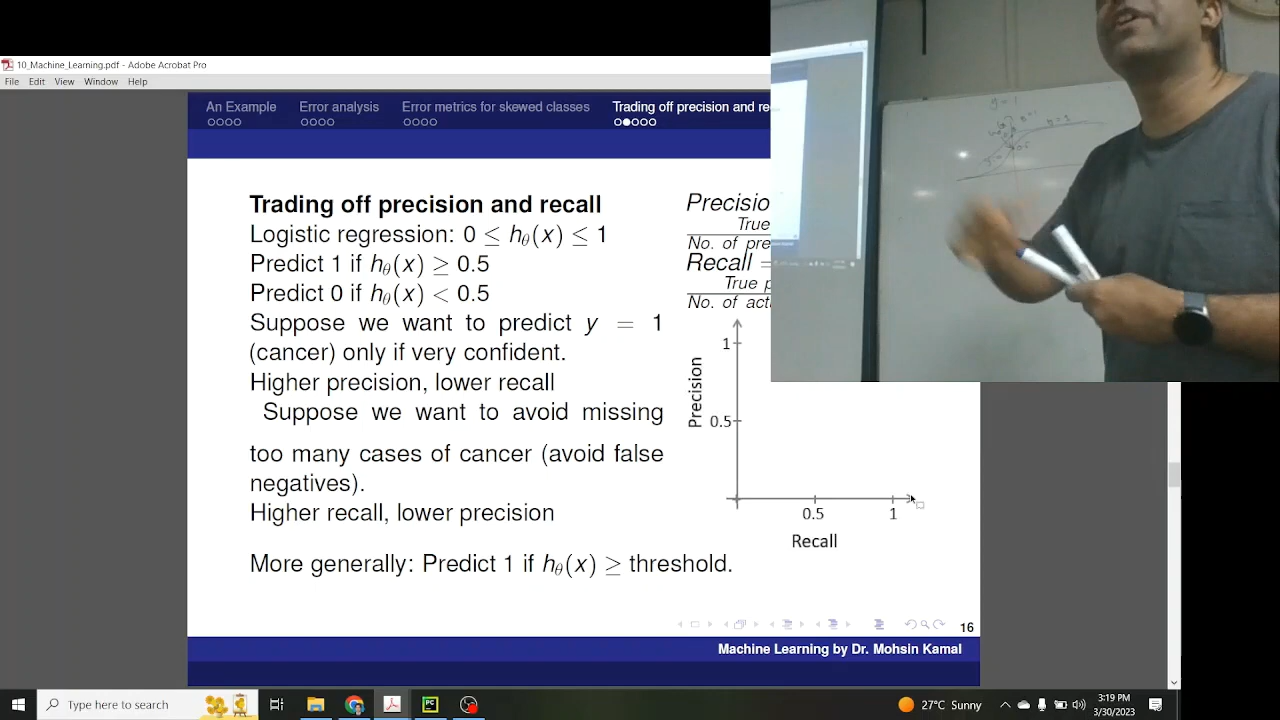 10_Machine_Learning.pdf - Adobe Acrobat Pro
File Edit View Window Help
An Example Error analysis Error metrics for skewed classes Trading off precision and re
Trading off precision and recall
Logistic regression: 0 ≤ hθ(x) ≤ 1
Predict 1 if hθ(x) ≥ 0.5
Predict 0 if hθ(x) < 0.5
Suppose we want to predict y = 1
(cancer) only if very confident.
Higher precision, lower recall
Suppose we want to avoid missing
too many cases of cancer (avoid false
negatives).
Higher recall, lower precision
More generally: Predict 1 if hθ(x) ≥ threshold.
Precisio
True
No. of pre
Recall =
True p
No. of actu
1
Precision
0.5
0.5 1
Recall
16
Machine Learning by Dr. Mohsin Kamal
Type here to search
PC
27°C Sunny
3:19 PM
3/30/2023